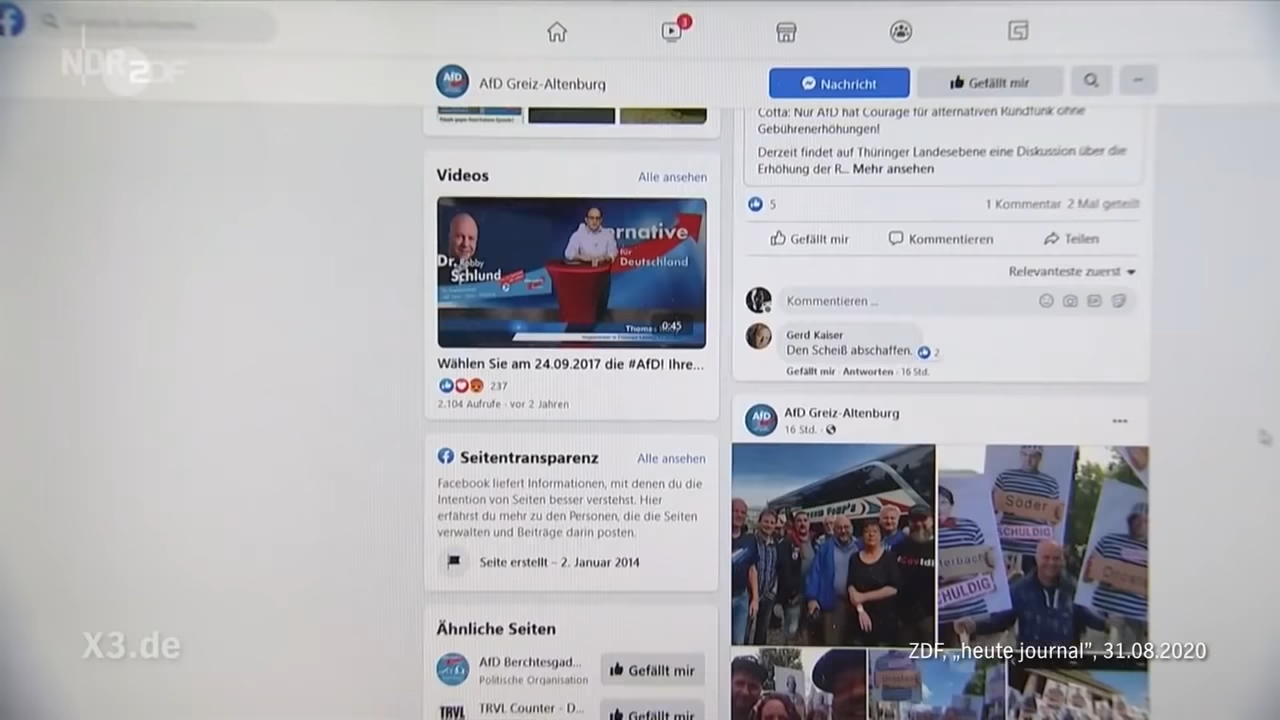 NDR 2DF
1
AfD Greiz-Altenburg
Nachricht
Gefällt mir
Cotta: Nur AfD hat Courage für alternativen Rundfunk ohne
Gebührenerhöhungen!
Derzeit findet auf Thüringer Landesebene eine Diskussion über die
Erhöhung der R... Mehr ansehen
Videos
Alle ansehen
Dr. Robby
Schlund
ernative
für
Deutschland
0:45
Wählen Sie am 24.09.2017 die #AfD! Ihre...
237
2.104 Aufrufe · vor 2 Jahren
5
1 Kommentar 2 Mal geteilt
Gefällt mir
Kommentieren
Teilen
Relevanteste zuerst
Kommentieren ...
Gerd Kaiser
Den Scheiß abschaffen.
2
Gefällt mir · Antworten · 16 Std.
Seitentransparenz
Alle ansehen
Facebook liefert Informationen, mit denen du die
Intention von Seiten besser verstehst. Hier
erfährst du mehr zu den Personen, die die Seiten
verwalten und Beiträge darin posten.
Seite erstellt – 2. Januar 2014
AfD Greiz-Altenburg
16 Std.
Söder
SCHULDIG
HULDIG
Ähnliche Seiten
AfD Berchtesgad...
Politische Organisation
Gefällt mir
TRVL
TRVL Counter - D...
Gefällt mir
X3.de
ZDF, „heute journal”, 31.08.2020